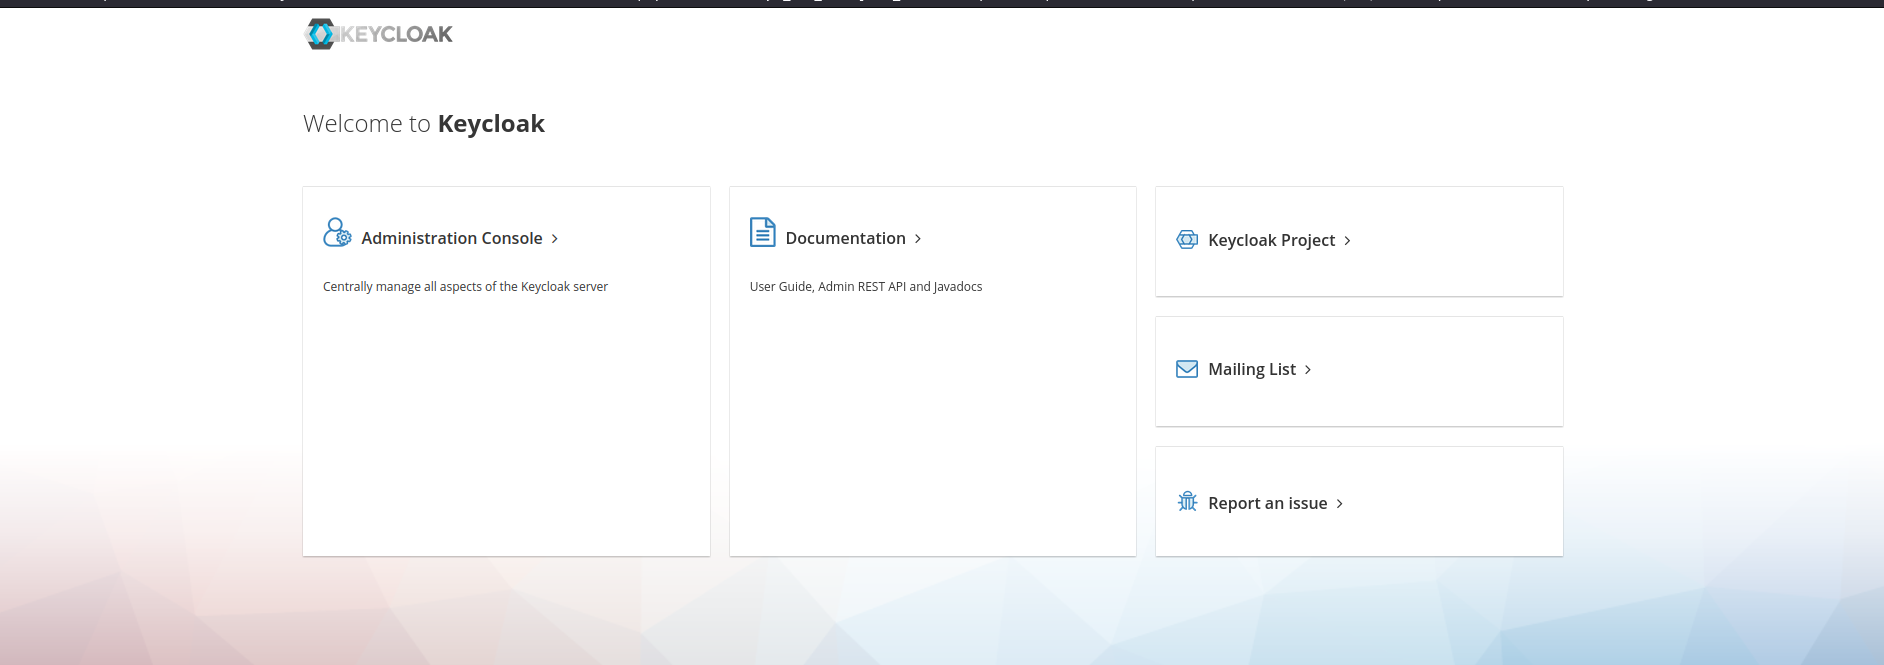 KEYCLOAK
Welcome to Keycloak
Administration Console
Centrally manage all aspects of the Keycloak server
Documentation
User Guide, Admin REST API and Javadocs
Keycloak Project
Mailing List
Report an issue